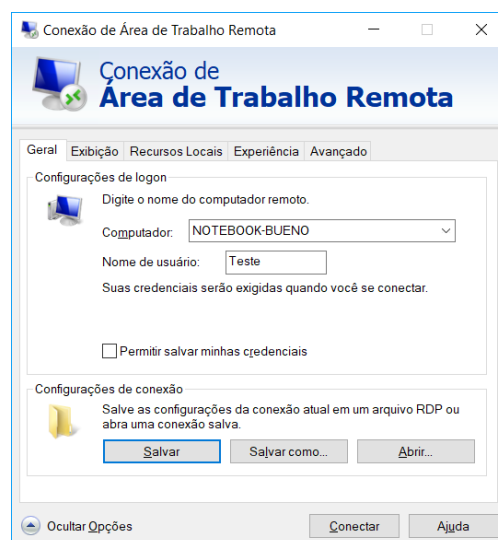 Conexão de Área de Trabalho Remota
Conexão de
Área de Trabalho Remota
Geral Exibição Recursos Locais Experiência Avançado
Configurações de logon
Digite o nome do computador remoto.
Computador: NOTEBOOK-BUENO
Nome de usuário: Teste
Suas credenciais serão exigidas quando você se conectar.
Permitir salvar minhas credenciais
Configurações de conexão
Salve as configurações da conexão atual em um arquivo RDP ou
abra uma conexão salva.
Salvar Salvar como... Abrir...
Ocultar Opções Conectar Ajuda